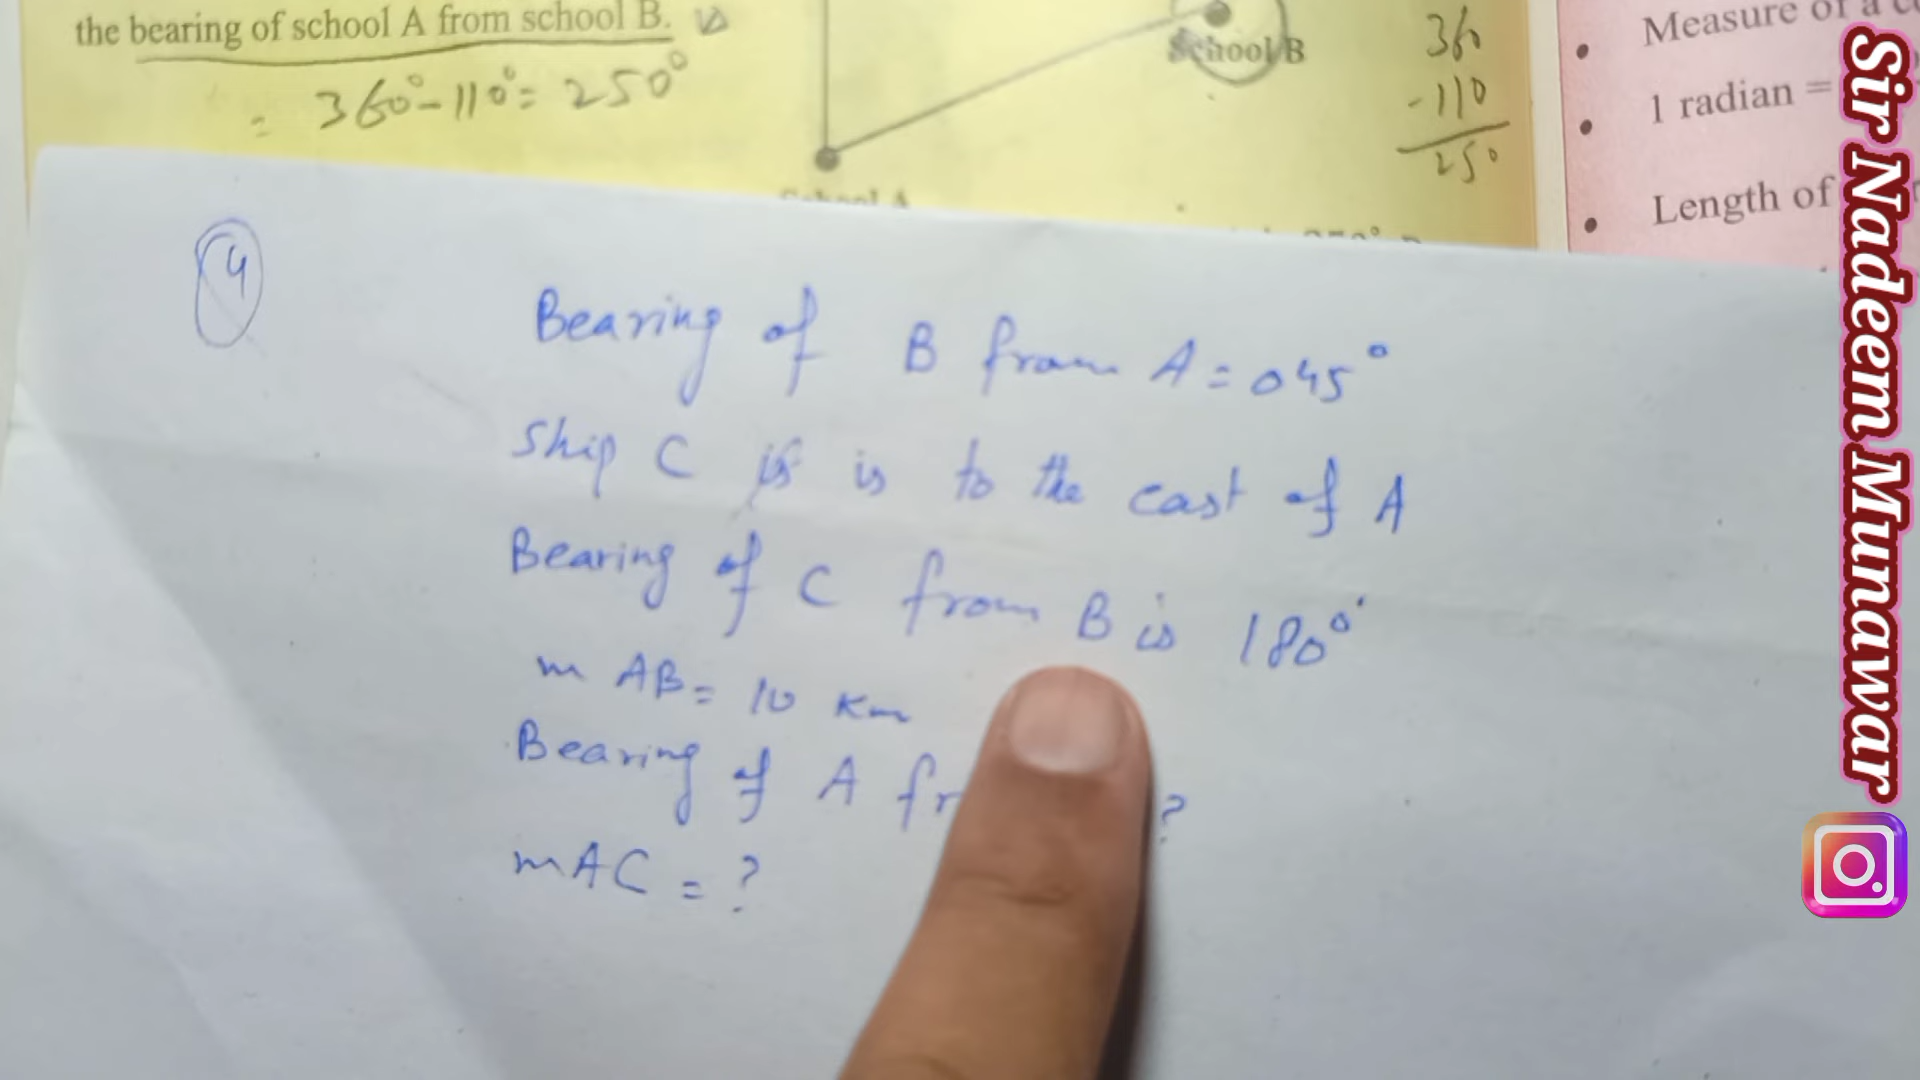 the bearing of school A from school B.
= 360° - 110° = 250°
School B
360
-110
250
Measure of a
1 radian =
Length of
4
Bearing of B from A = 045°
Ship C is to the east of A
Bearing of C from B is 180°
m AB = 10 Km
Bearing of A ?
mAC = ?
Sir Nadeem Munawar